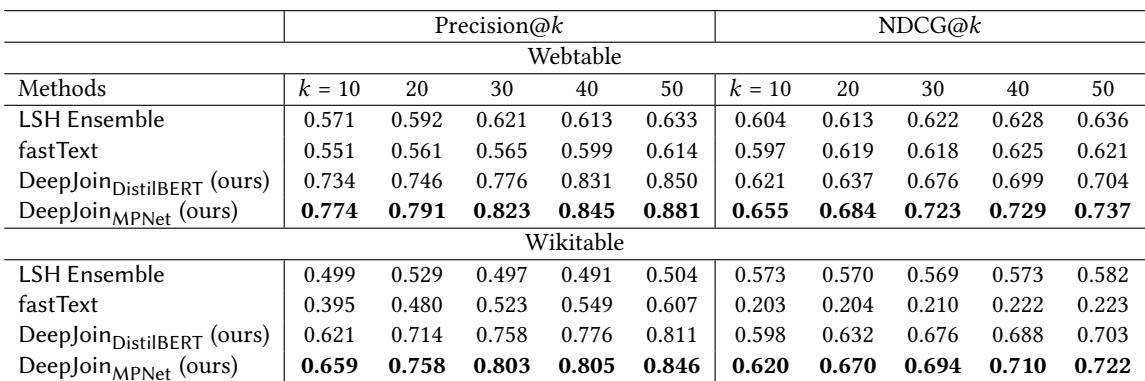 Precision@k NDCG@k
Webtable
Methods k = 10 20 30 40 50 k = 10 20 30 40 50
LSH Ensemble 0.571 0.592 0.621 0.613 0.633 0.604 0.613 0.622 0.628 0.636
fastText 0.551 0.561 0.565 0.599 0.614 0.597 0.619 0.618 0.625 0.621
DeepJoin_DistilBERT (ours) 0.734 0.746 0.776 0.831 0.850 0.621 0.637 0.676 0.699 0.704
DeepJoin_MPNet (ours) 0.774 0.791 0.823 0.845 0.881 0.655 0.684 0.723 0.729 0.737
Wikitable
LSH Ensemble 0.499 0.529 0.497 0.491 0.504 0.573 0.570 0.569 0.573 0.582
fastText 0.395 0.480 0.523 0.549 0.607 0.203 0.204 0.210 0.222 0.223
DeepJoin_DistilBERT (ours) 0.621 0.714 0.758 0.776 0.811 0.598 0.632 0.676 0.688 0.703
DeepJoin_MPNet (ours) 0.659 0.758 0.803 0.805 0.846 0.620 0.670 0.694 0.710 0.722